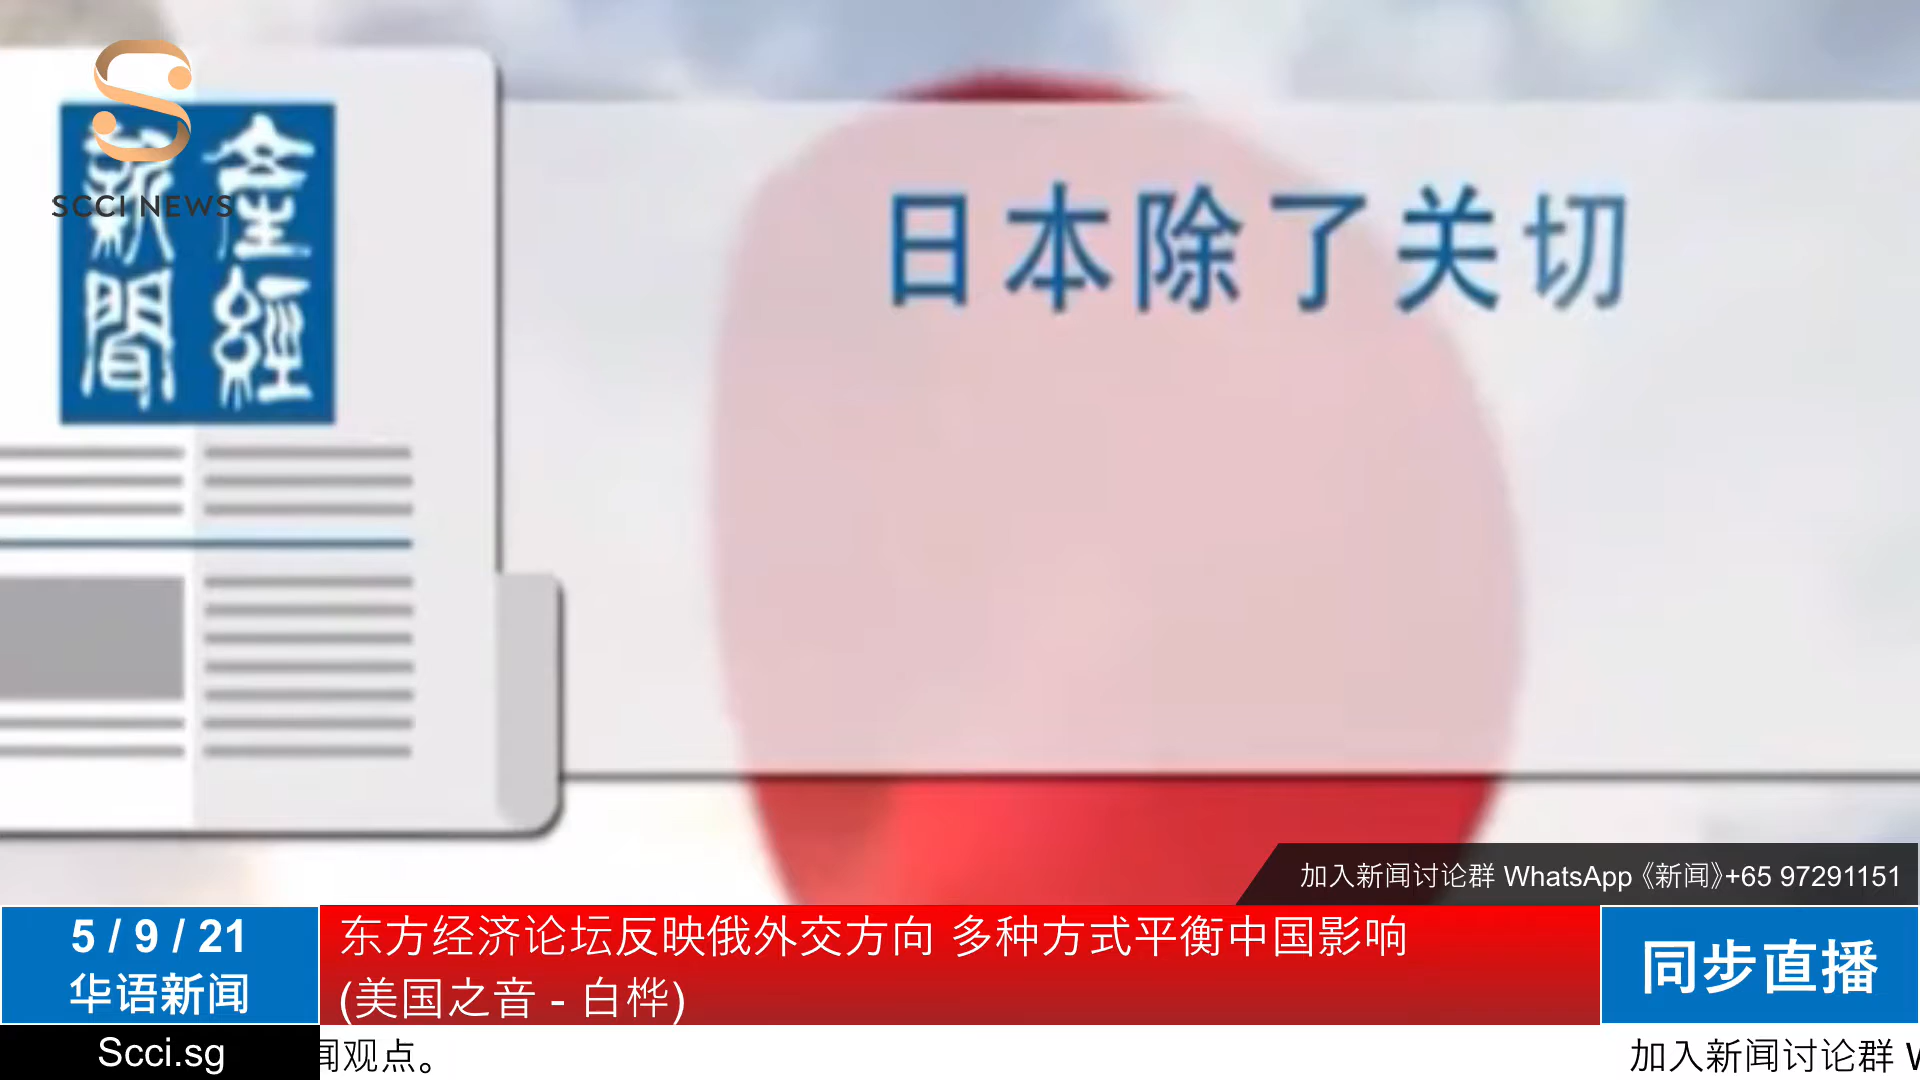 SCCI NEWS
産經
新聞
日本除了关切
加入新闻讨论群 WhatsApp《新闻》+65 97291151
5 / 9 / 21
华语新闻
东方经济论坛反映俄外交方向 多种方式平衡中国影响
(美国之音 - 白桦)
同步直播
Scci.sg
闻观点。
加入新闻讨论群